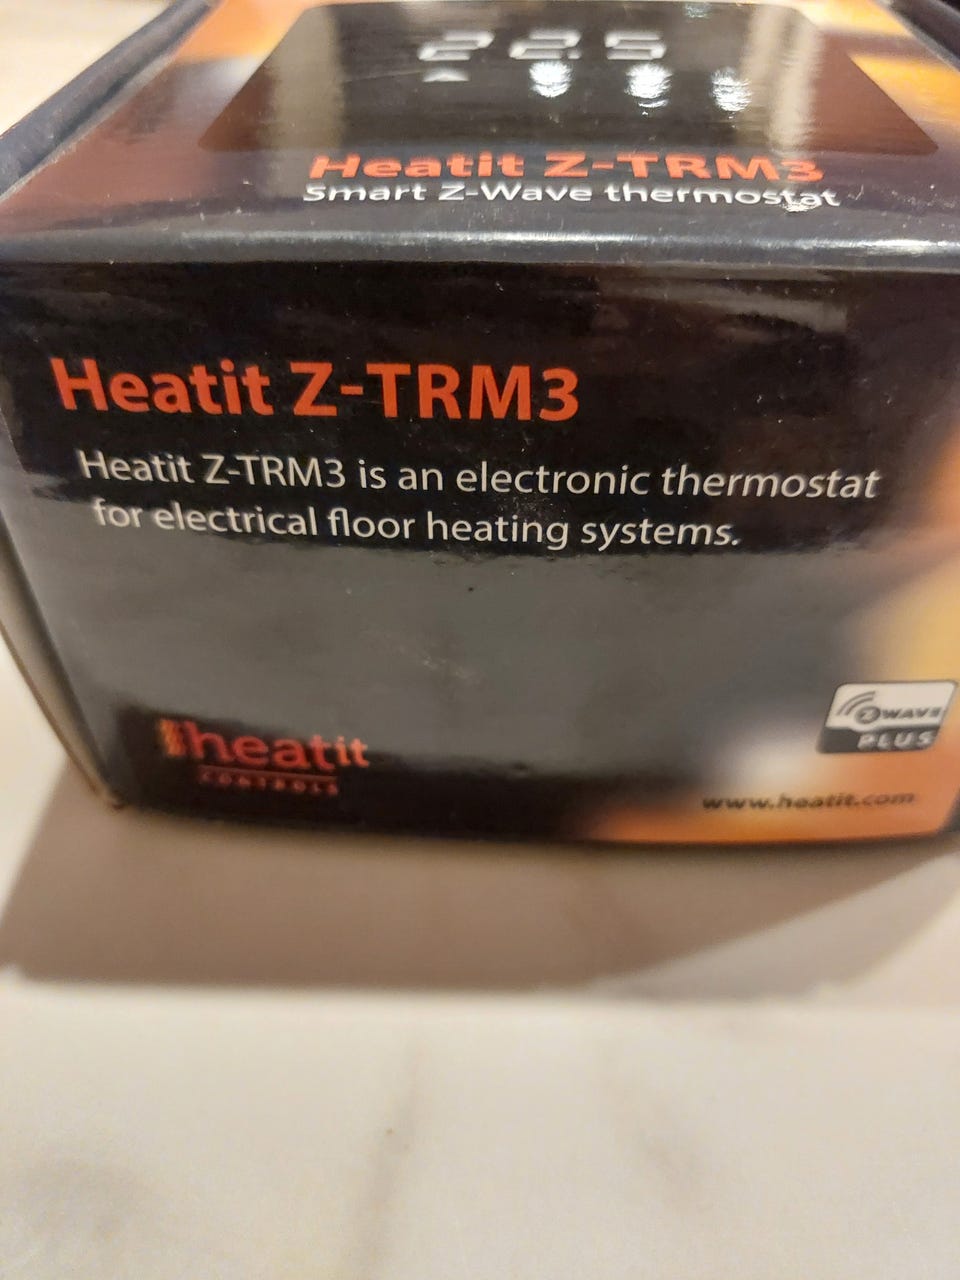 22.5
Heatit Z-TRM3
Smart Z-Wave thermostat
Heatit Z-TRM3
Heatit Z-TRM3 is an electronic thermostat
for electrical floor heating systems.
heatit
CONTROLS
Z WAVE
PLUS
www.heatit.com